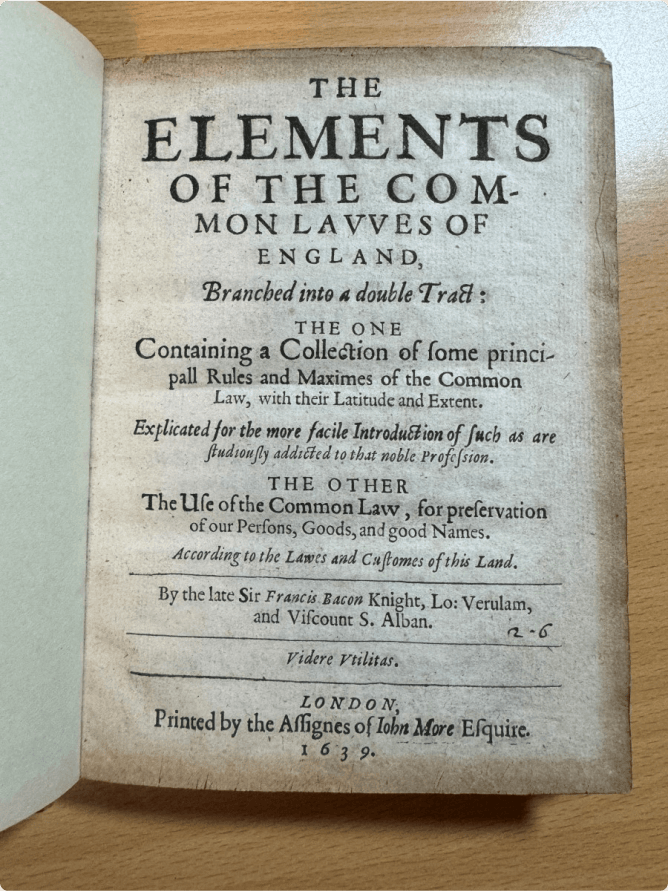 THE
ELEMENTS
OF THE COM-
MON LAVVES OF
ENGLAND,
Branched into a double Tract :
THE ONE
Containing a Collection of ſome princi-
pall Rules and Maximes of the Common
Law, with their Latitude and Extent.
Explicated for the more facile Introduction of ſuch as are
ſtudiouſly addicted to that noble Profeſsion.
THE OTHER
The Uſe of the Common Law, for preſervation
of our Perſons, Goods, and good Names.
According to the Lawes and Cuſtomes of this Land.
By the late Sir Francis Bacon Knight, Lo: Verulam,
and Viſcount S. Alban.
2-6
Videre Vtilitas.
LONDON,
Printed by the Aſſignes of Iohn More Eſquire.
1639.